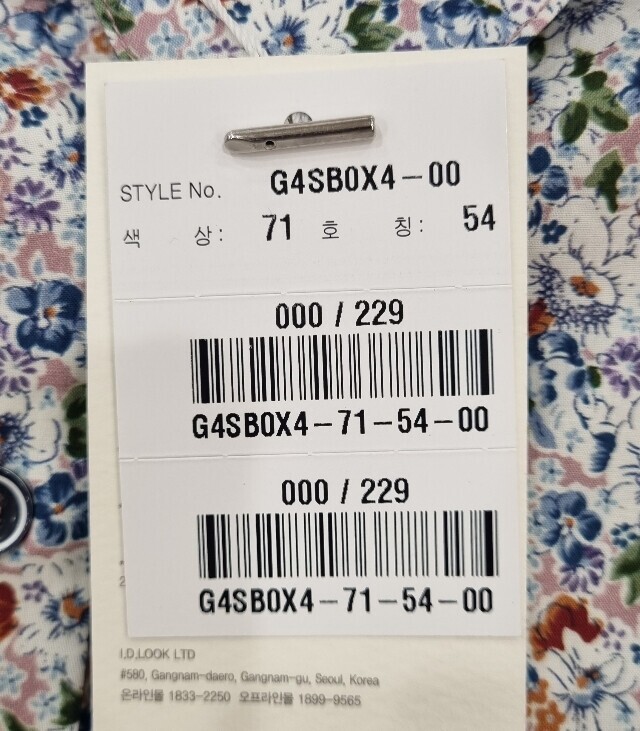 STYLE No. G4SB0X4-00
색 상: 71 호 칭: 54
000 / 229
G4SB0X4-71-54-00
000 / 229
G4SB0X4-71-54-00
I.D.LOOK LTD
#580, Gangnam-daero, Gangnam-gu, Seoul, Korea
온라인몰 1833-2250 오프라인몰 1899-9565